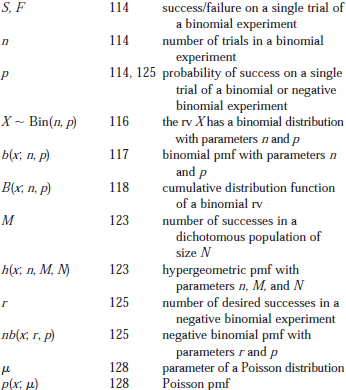 S, F 114 success/failure on a single trial of
a binomial experiment
n 114 number of trials in a binomial
experiment
p 114, 125 probability of success on a single
trial of a binomial or negative
binomial experiment
X ~ Bin(n, p) 116 the rv X has a binomial distribution
with parameters n and p
b(x; n, p) 117 binomial pmf with parameters n
and p
B(x; n, p) 118 cumulative distribution function
of a binomial rv
M 123 number of successes in a
dichotomous population of
size N
h(x; n, M, N) 123 hypergeometric pmf with
parameters n, M, and N
r 125 number of desired successes in a
negative binomial experiment
nb(x; r, p) 125 negative binomial pmf with
parameters r and p
μ 128 parameter of a Poisson distribution
p(x; μ) 128 Poisson pmf